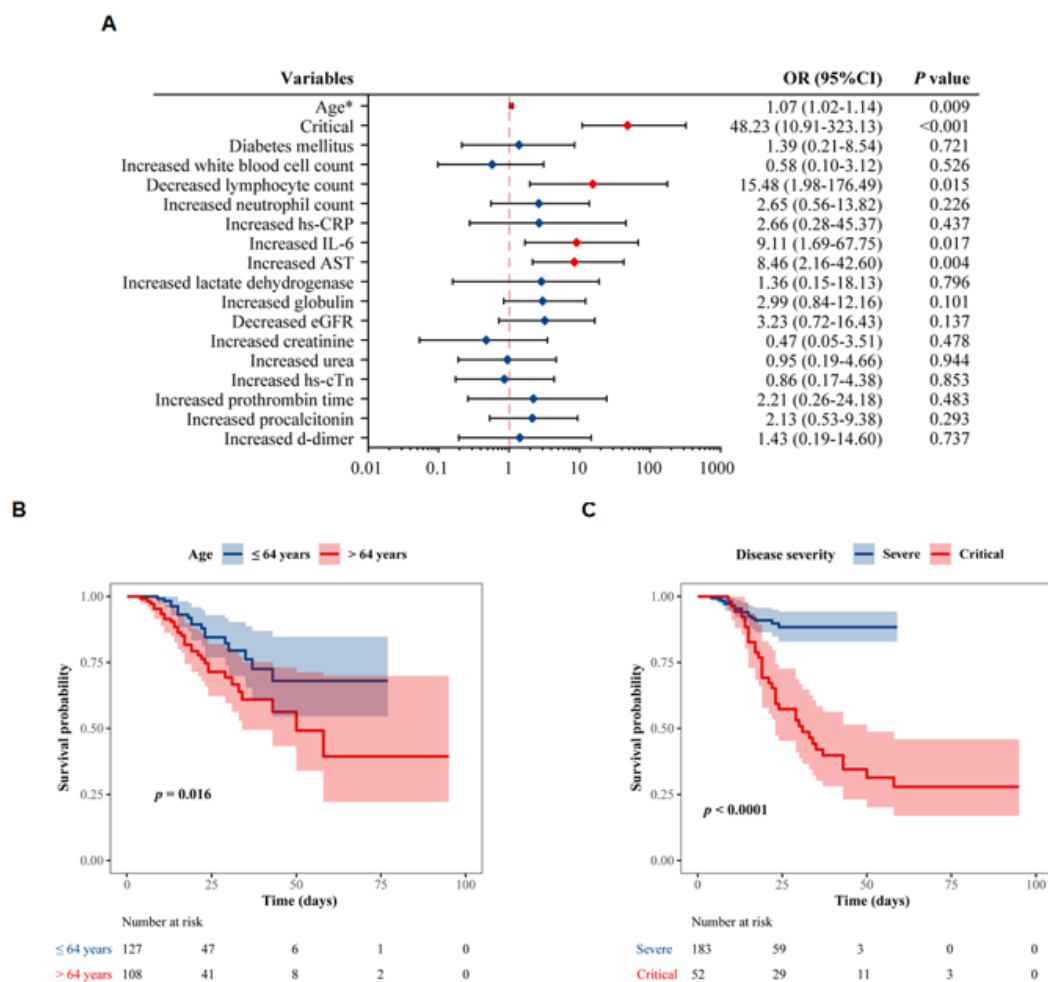 A
Variables OR (95%CI) P value
Age* 1.07 (1.02-1.14) 0.009
Critical 48.23 (10.91-323.13) <0.001
Diabetes mellitus 1.39 (0.21-8.54) 0.721
Increased white blood cell count 0.58 (0.10-3.12) 0.526
Decreased lymphocyte count 15.48 (1.98-176.49) 0.015
Increased neutrophil count 2.65 (0.56-13.82) 0.226
Increased hs-CRP 2.66 (0.28-45.37) 0.437
Increased IL-6 9.11 (1.69-67.75) 0.017
Increased AST 8.46 (2.16-42.60) 0.004
Increased lactate dehydrogenase 1.36 (0.15-18.13) 0.796
Increased globulin 2.99 (0.84-12.16) 0.101
Decreased eGFR 3.23 (0.72-16.43) 0.137
Increased creatinine 0.47 (0.05-3.51) 0.478
Increased urea 0.95 (0.19-4.66) 0.944
Increased hs-cTn 0.86 (0.17-4.38) 0.853
Increased prothrombin time 2.21 (0.26-24.18) 0.483
Increased procalcitonin 2.13 (0.53-9.38) 0.293
Increased d-dimer 1.43 (0.19-14.60) 0.737
0.01 0.1 1 10 100 1000
B
Age ≤ 64 years > 64 years
Survival probability
1.00
0.75
0.50
0.25
0.00
p = 0.016
0 25 50 75 100
Time (days)
Number at risk
≤ 64 years 127 47 6 1 0
> 64 years 108 41 8 2 0
C
Disease severity Severe Critical
Survival probability
1.00
0.75
0.50
0.25
0.00
p < 0.0001
0 25 50 75 100
Time (days)
Number at risk
Severe 183 59 3 0 0
Critical 52 29 11 3 0